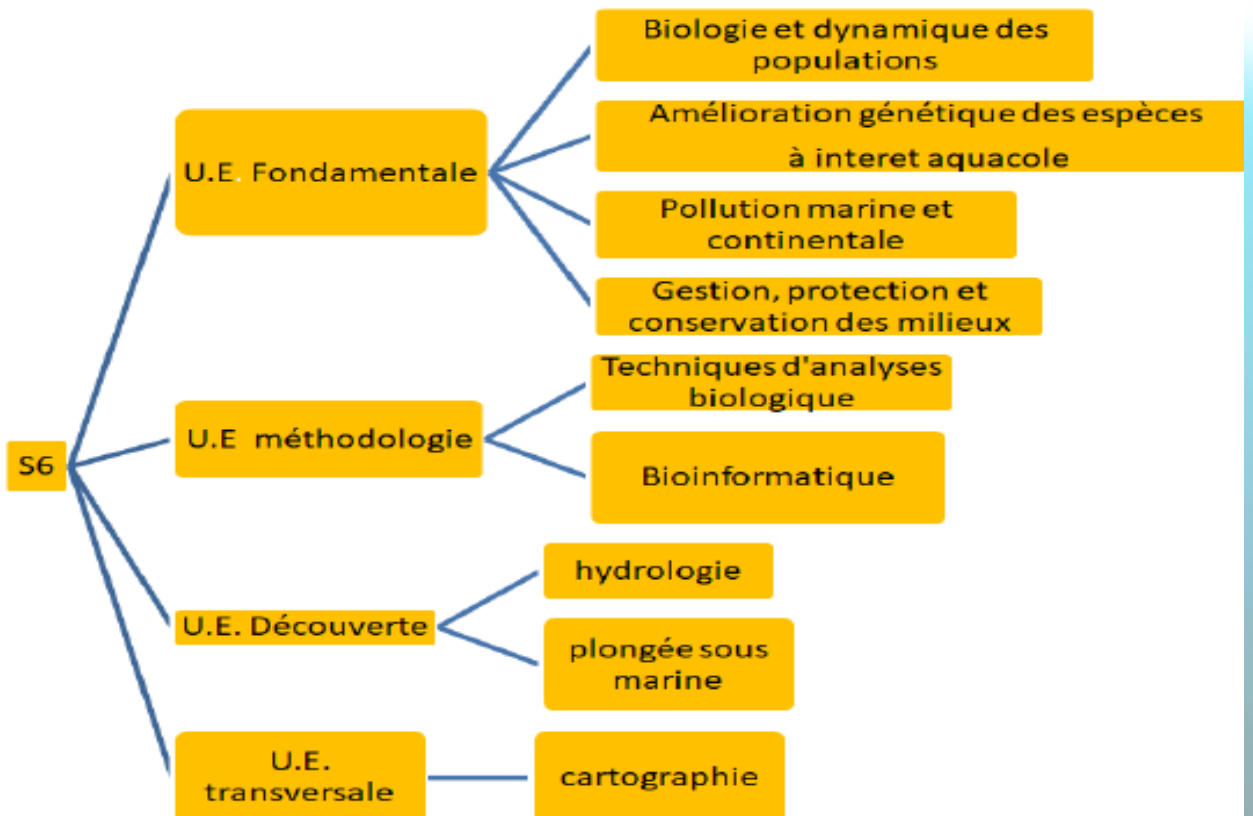 Biologie et dynamique des
populations
Amélioration génétique des espèces
à interet aquacole
U.E. Fondamentale
Pollution marine et
continentale
Gestion, protection et
conservation des milieux
Techniques d'analyses
biologique
U.E méthodologie
Bioinformatique
S6
hydrologie
U.E. Découverte
plongée sous
marine
U.E.
transversale
cartographie